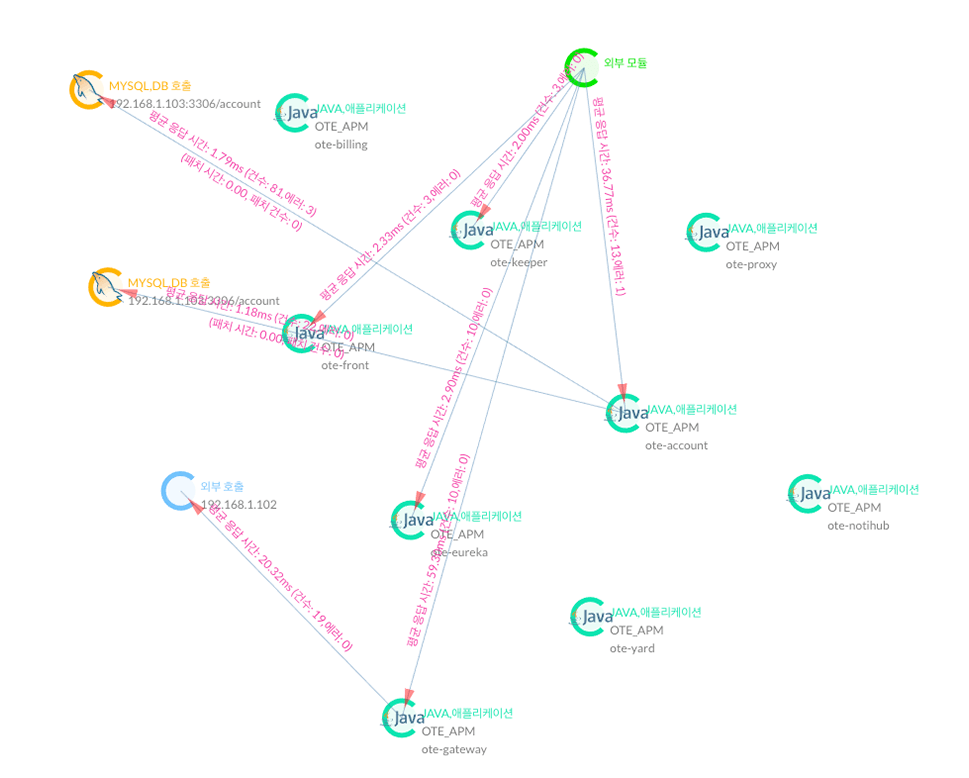 외부 모듈
MYSQL,DB 호출
192.168.1.103:3306/account
Java
JAVA,애플리케이션
OTE_APM
ote-billing
평균 응답 시간: 1.79ms (건수: 81,에러: 3)
(패치 시간: 0.00, 패치 건수: 0)
평균 응답 시간: 2.33ms (건수: 3,에러: 0)
평균 응답 시간: 2.00ms (건수: 3,에러: 0)
평균 응답 시간: 36.77ms (건수: 13,에러: 1)
Java
JAVA,애플리케이션
OTE_APM
ote-keeper
Java
JAVA,애플리케이션
OTE_APM
ote-proxy
MYSQL,DB 호출
192.168.1.103:3306/account
평균 응답 시간: 1.18ms (건수: 에러: 0)
(패치 시간: 0.00, 패치 건수: 0)
Java
JAVA,애플리케이션
OTE_APM
ote-front
평균 응답 시간: 2.90ms (건수: 10,에러: 0)
Java
JAVA,애플리케이션
OTE_APM
ote-account
외부 호출
192.168.1.102
평균 응답 시간: 20.32ms (건수: 19,에러: 0)
Java
JAVA,애플리케이션
OTE_APM
ote-eureka
평균 응답 시간: (건수: 10,에러: 0)
Java
JAVA,애플리케이션
OTE_APM
ote-notihub
Java
JAVA,애플리케이션
OTE_APM
ote-yard
Java
JAVA,애플리케이션
OTE_APM
ote-gateway